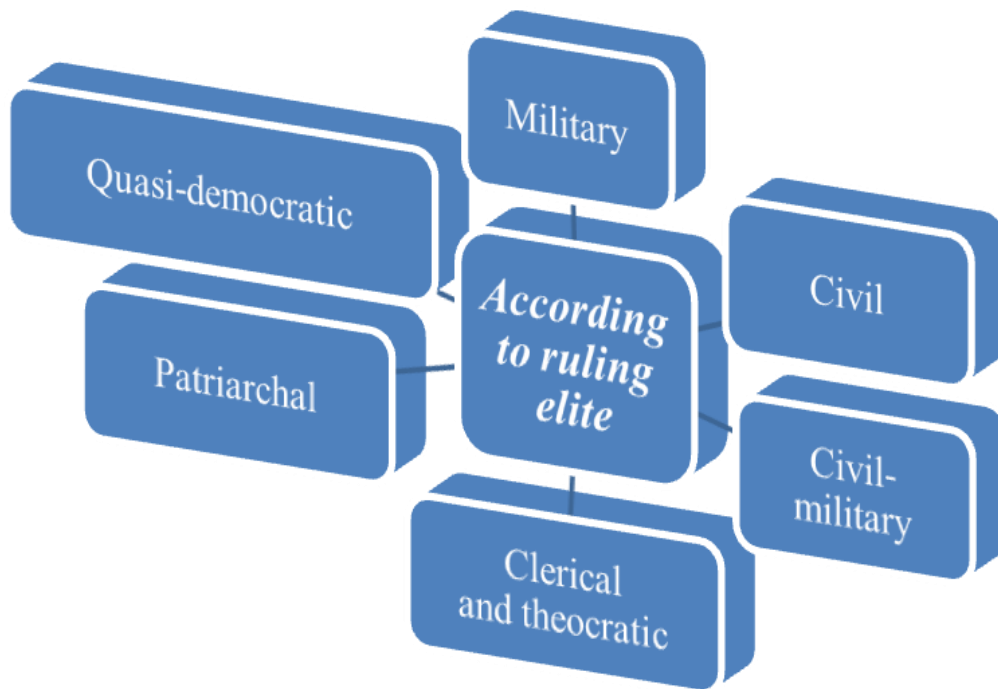 Military
Quasi-democratic
According
to ruling
elite
Civil
Patriarchal
Civil-
military
Clerical
and theocratic